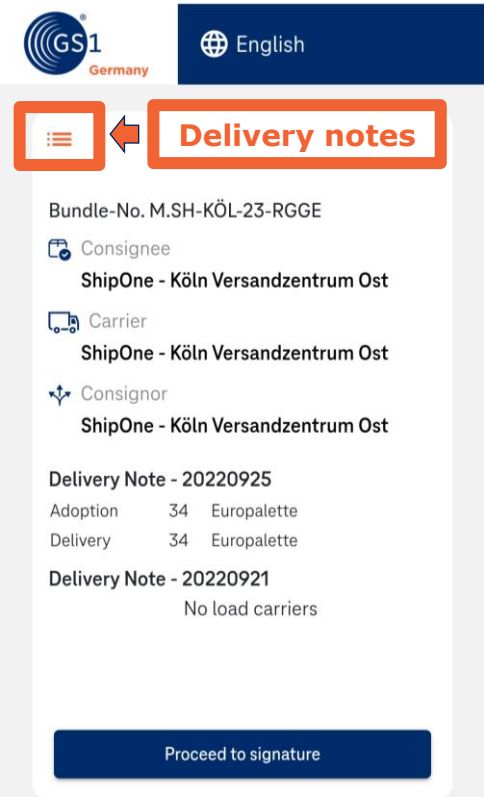 GS1
Germany
English
Delivery notes
Bundle-No. M.SH-KÖL-23-RGGE
Consignee
ShipOne - Köln Versandzentrum Ost
Carrier
ShipOne - Köln Versandzentrum Ost
Consignor
ShipOne - Köln Versandzentrum Ost
Delivery Note - 20220925
Adoption 34 Europalette
Delivery 34 Europalette
Delivery Note - 20220921
No load carriers
Proceed to signature